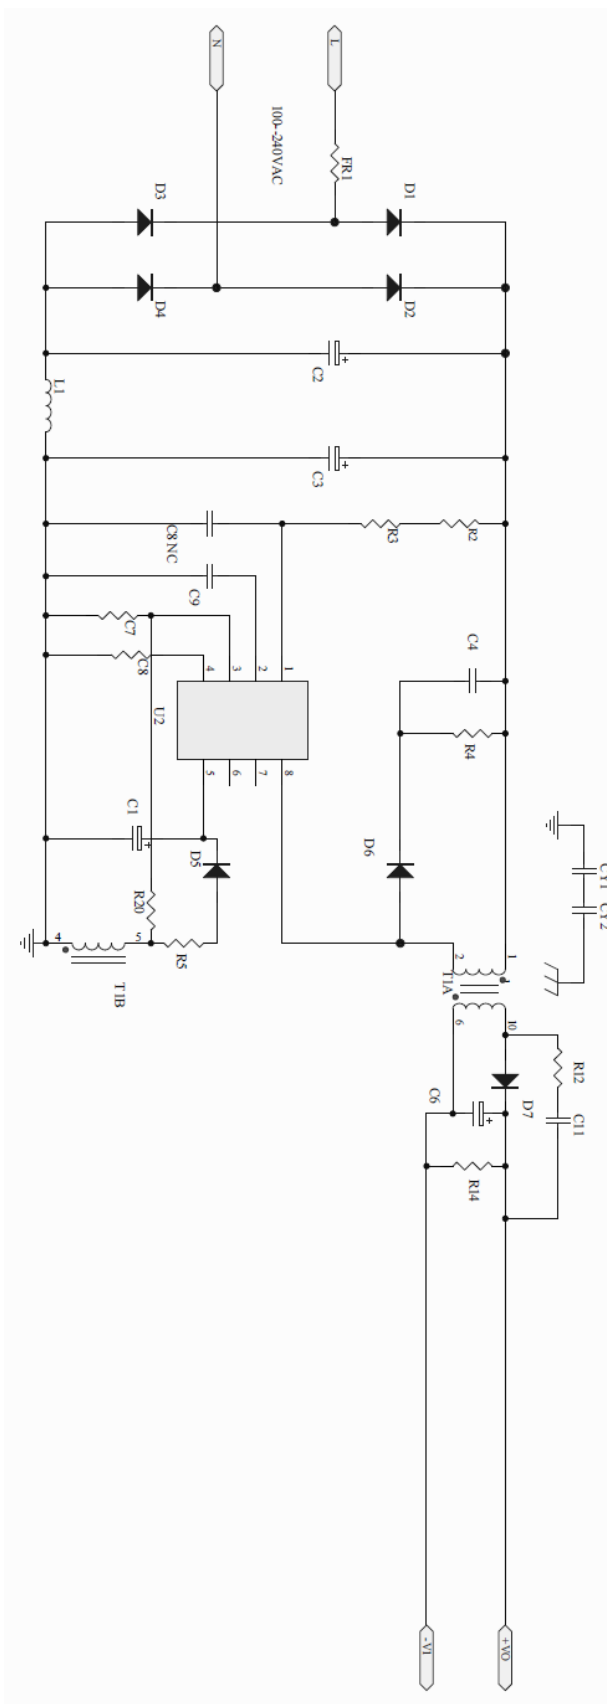 N
L
100~240VAC
FR1
D3
D1
D4
D2
C2
L1
C3
C8 NC
R3
R2
C9
C7
C8
4
3
2
1
U2
C4
R4
5
6
7
8
C1
D5
D6
R20
R5
4
5
T1B
CY1
CY2
2
1
T1A
6
10
R12
C6
D7
C11
R14
-V1
+VO